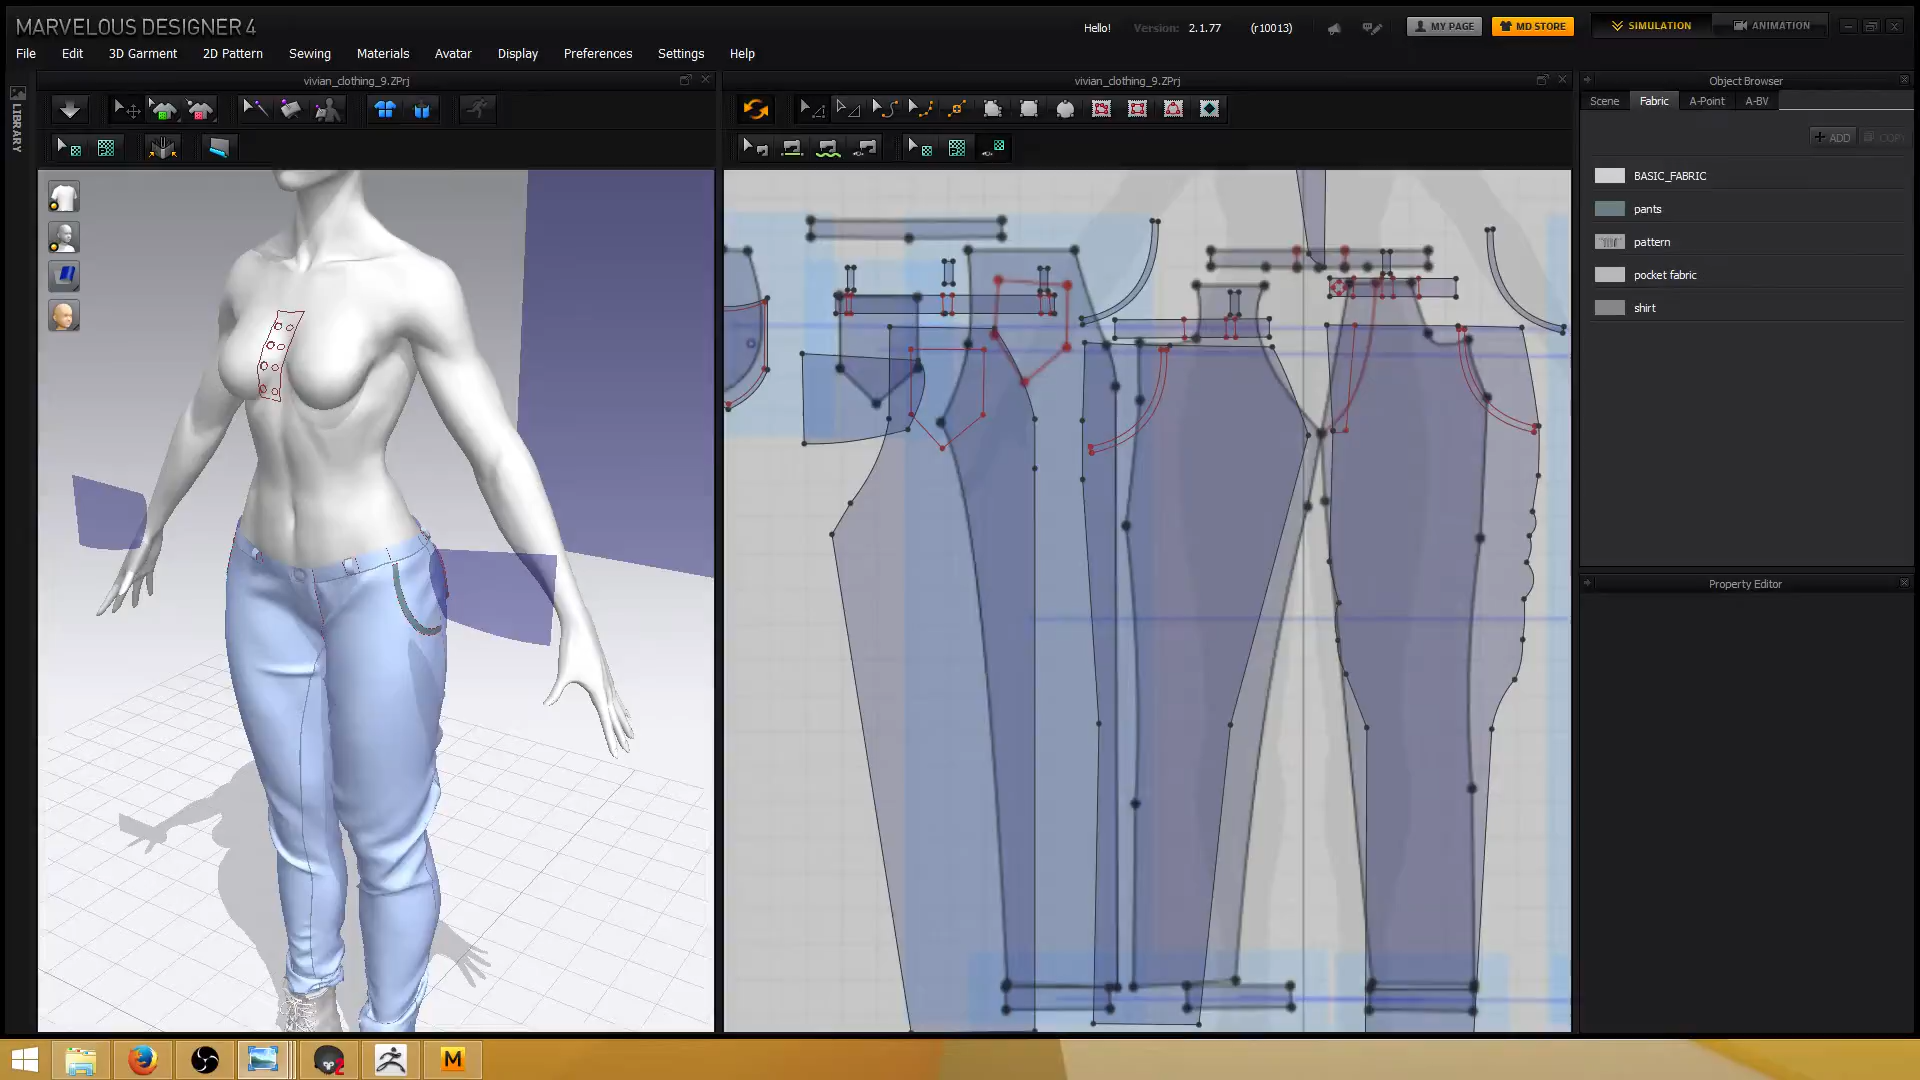 MARVELOUS DESIGNER 4
Hello! Version: 2.1.77 (r10013) MY PAGE MD STORE SIMULATION ANIMATION
File Edit 3D Garment 2D Pattern Sewing Materials Avatar Display Preferences Settings Help
vivian_clothing_9.ZPrj vivian_clothing_9.ZPrj Object Browser
Scene Fabric A-Point A-BV
LIBRARY
+ ADD COPY
BASIC_FABRIC
pants
pattern
pocket fabric
shirt
Property Editor
2
M